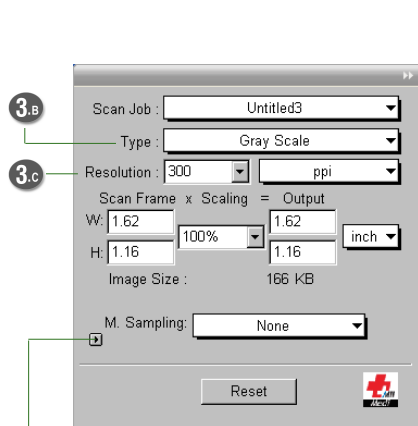 3.B
Scan Job : Untitled3
Type : Gray Scale
3.C
Resolution : 300 ppi
Scan Frame x Scaling = Output
W: 1.62 100% 1.62 inch
H: 1.16 1.16
Image Size : 166 KB
M. Sampling: None
Reset